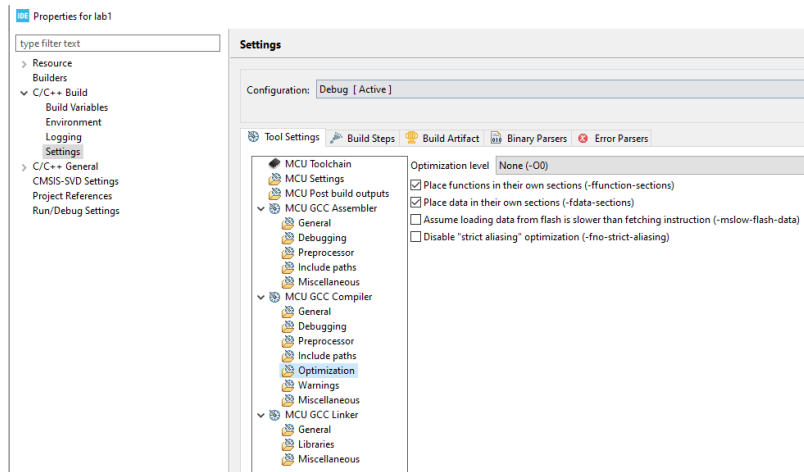 IDE Properties for lab1
type filter text
Resource
Builders
C/C++ Build
Build Variables
Environment
Logging
Settings
C/C++ General
CMSIS-SVD Settings
Project References
Run/Debug Settings
Settings
Configuration: Debug [ Active ]
Tool Settings Build Steps Build Artifact Binary Parsers Error Parsers
MCU Toolchain
MCU Settings
MCU Post build outputs
MCU GCC Assembler
General
Debugging
Preprocessor
Include paths
Miscellaneous
MCU GCC Compiler
General
Debugging
Preprocessor
Include paths
Optimization
Warnings
Miscellaneous
MCU GCC Linker
General
Libraries
Miscellaneous
Optimization level None (-O0)
Place functions in their own sections (-ffunction-sections)
Place data in their own sections (-fdata-sections)
Assume loading data from flash is slower than fetching instruction (-mslow-flash-data)
Disable "strict aliasing" optimization (-fno-strict-aliasing)